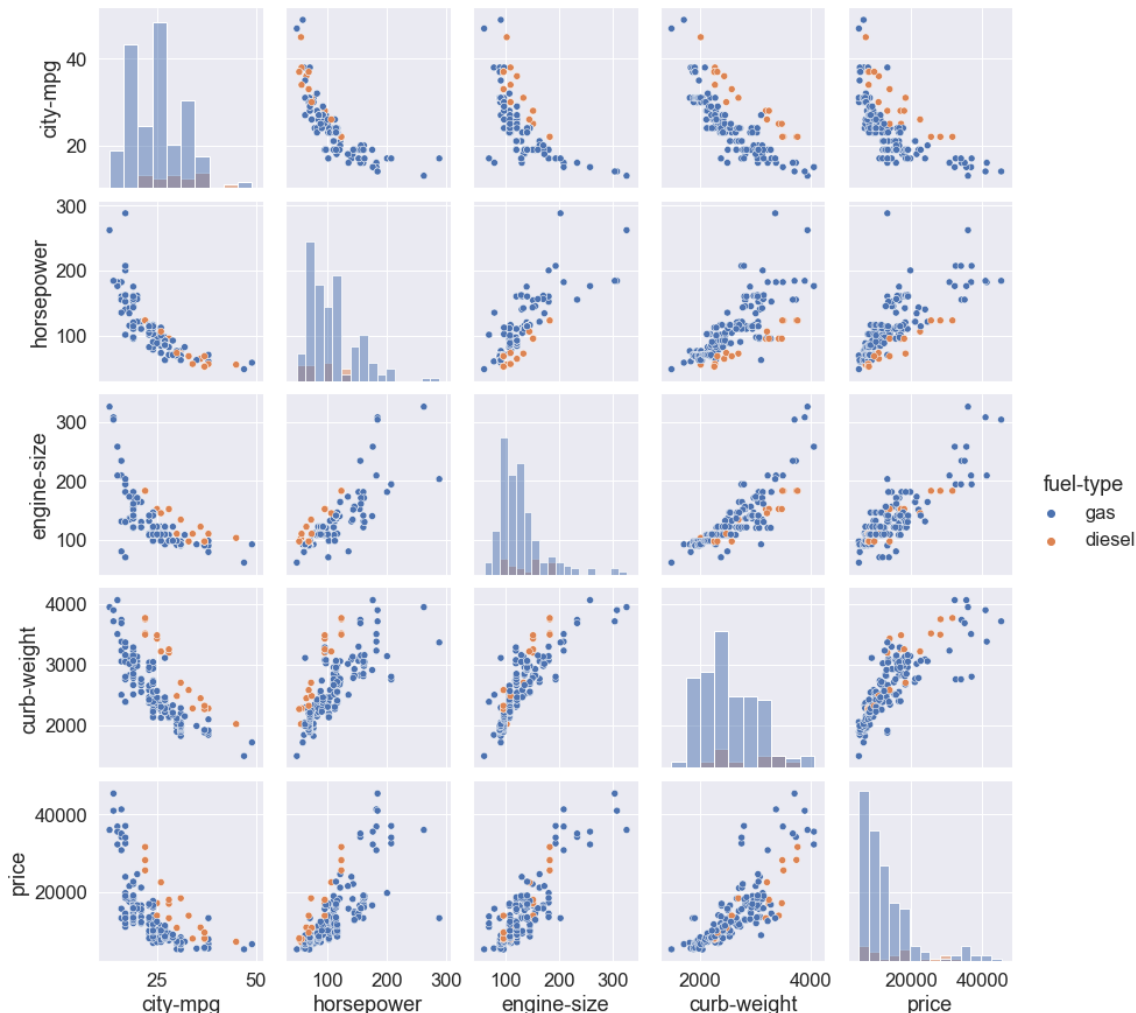 40
20
city-mpg
300
200
100
horsepower
300
200
100
engine-size
fuel-type
gas
diesel
4000
3000
2000
curb-weight
40000
20000
price
25 50 100 200 300 100 200 300 2000 4000 20000 40000
city-mpg horsepower engine-size curb-weight price